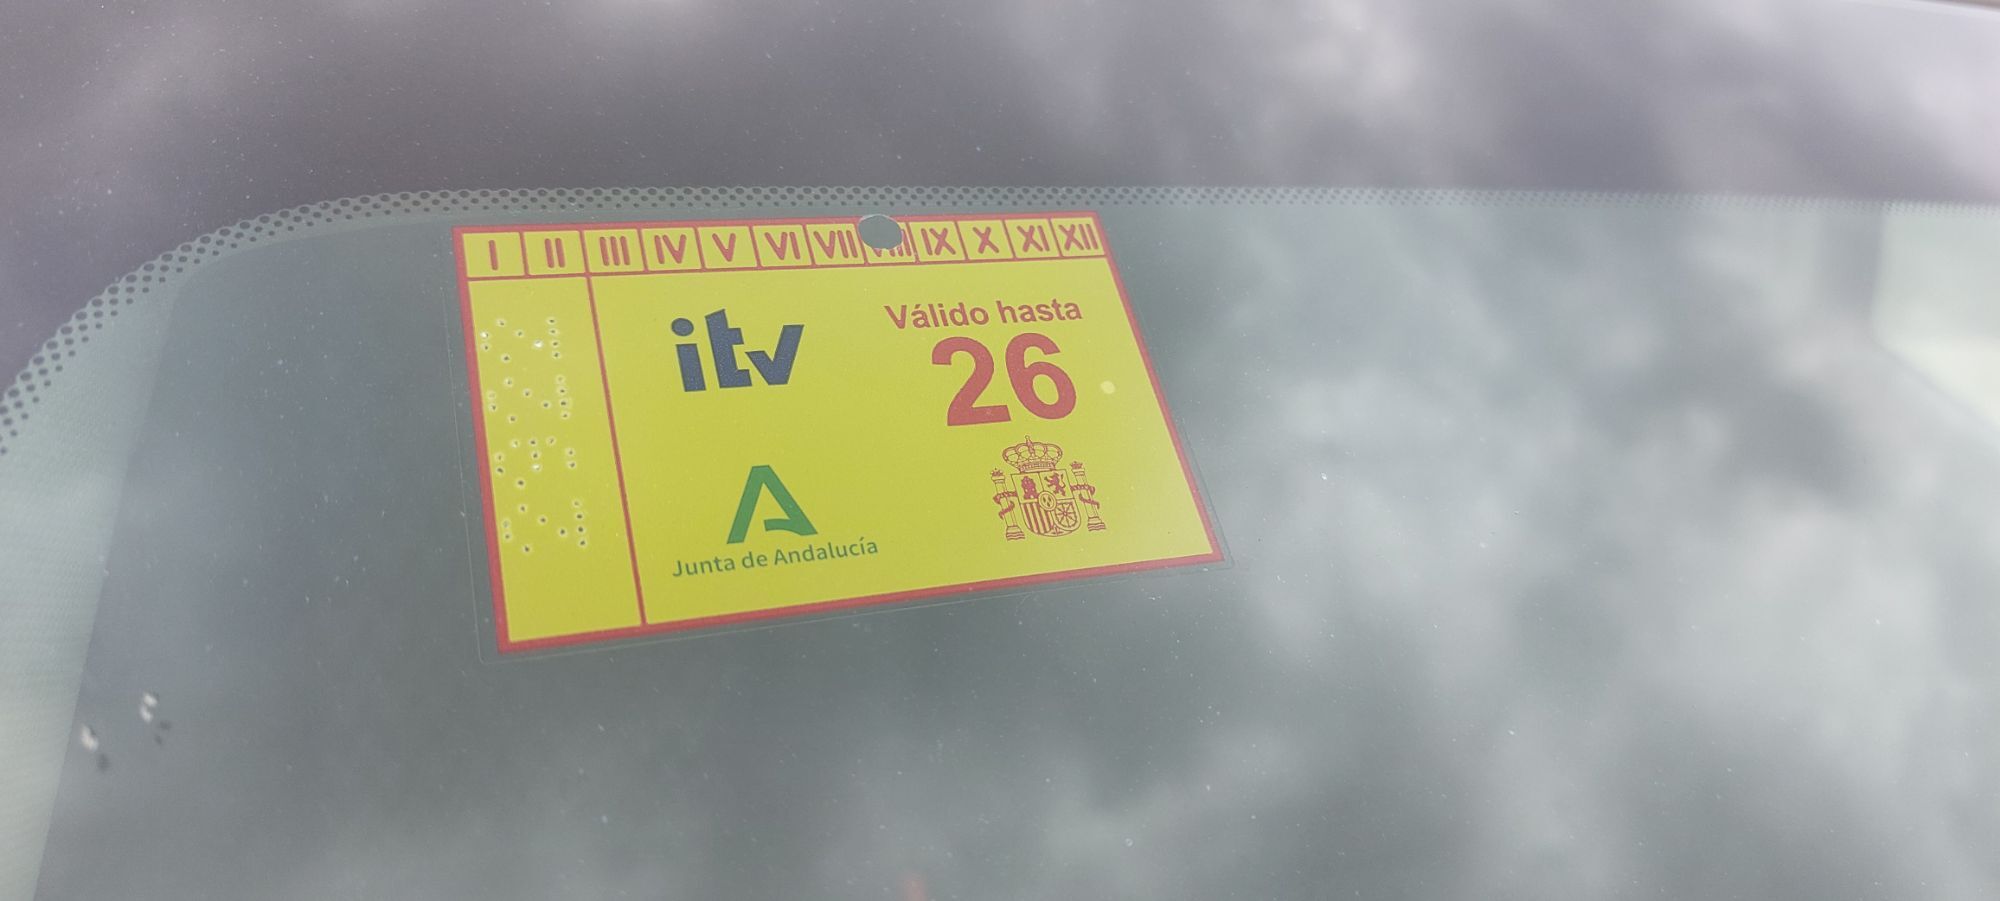 I II III IV V VI VII VIII IX X XI XII
itv
Válido hasta
26
Junta de Andalucía